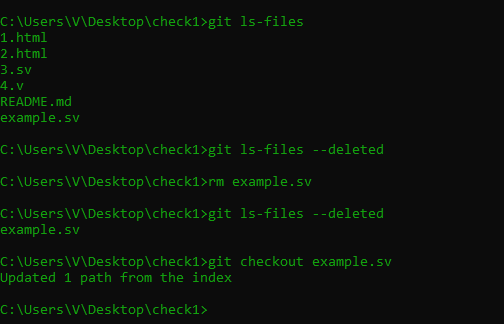 C:\Users\V\Desktop\check1>git ls-files
1.html
2.html
3.sv
4.v
README.md
example.sv
C:\Users\V\Desktop\check1>git ls-files --deleted
C:\Users\V\Desktop\check1>rm example.sv
C:\Users\V\Desktop\check1>git ls-files --deleted
example.sv
C:\Users\V\Desktop\check1>git checkout example.sv
Updated 1 path from the index
C:\Users\V\Desktop\check1>